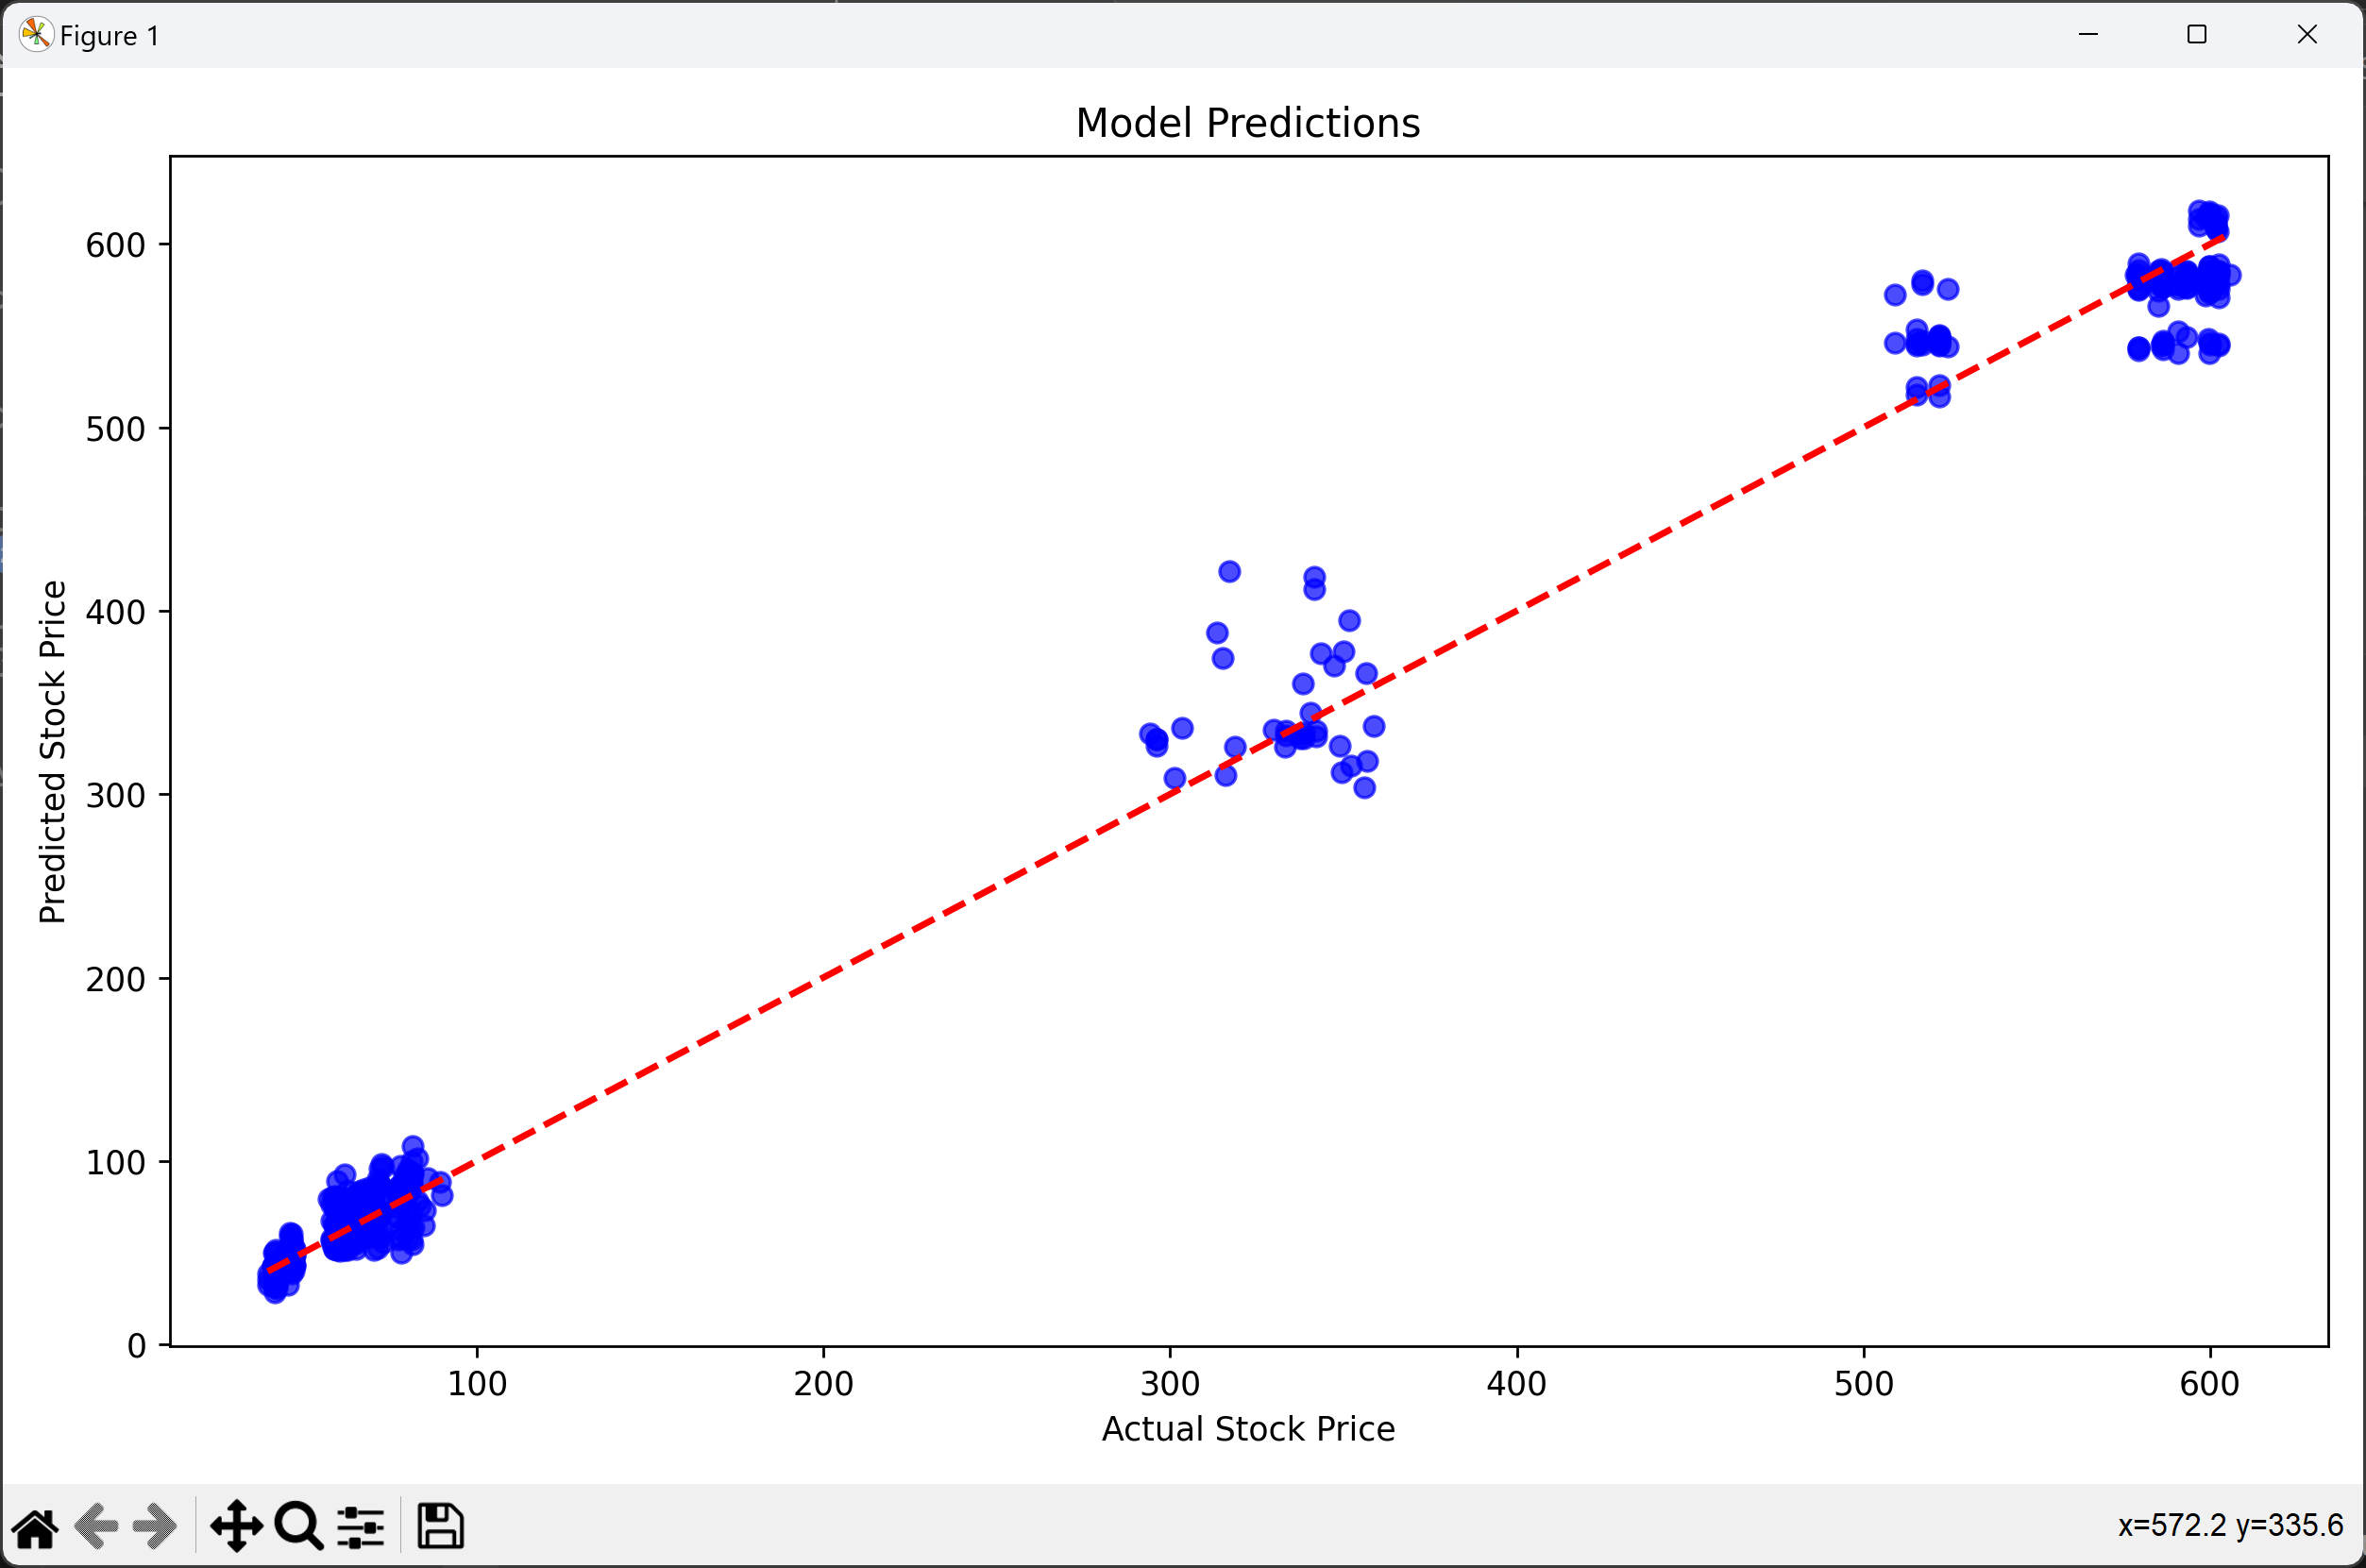 Figure 1
Model Predictions
600
500
400
300
200
100
0
Predicted Stock Price
100 200 300 400 500 600
Actual Stock Price
x=572.2 y=335.6